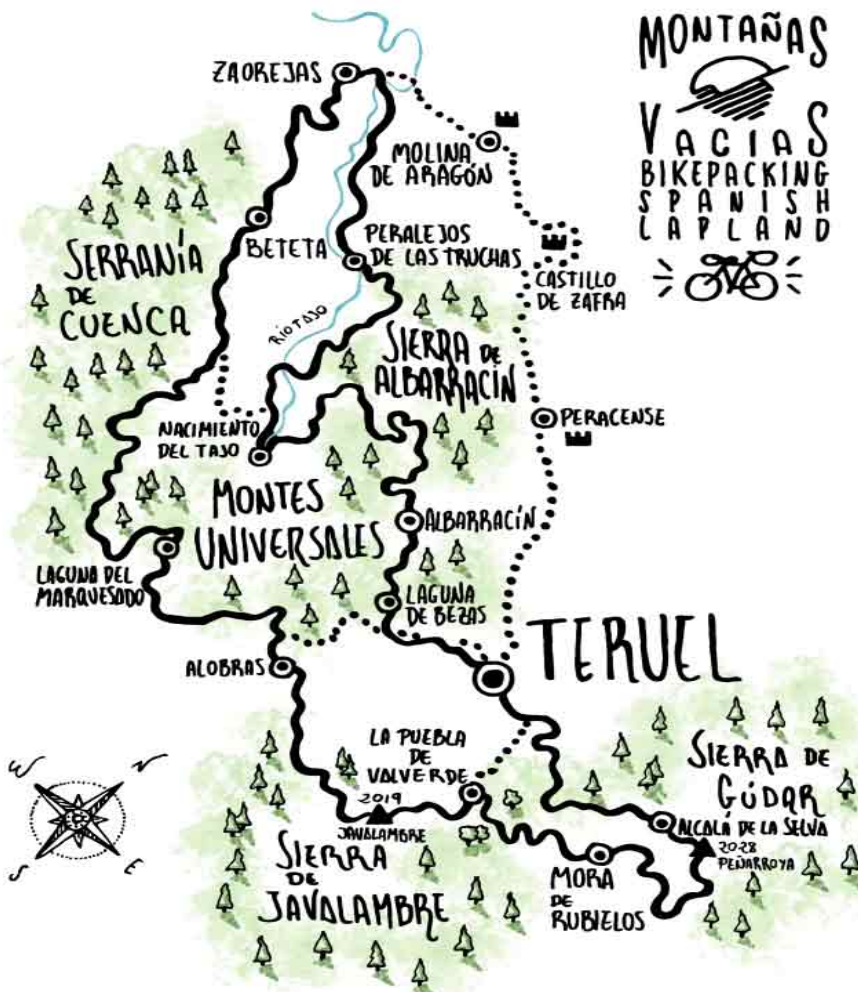 MONTAÑAS
VACIAS
BIKEPACKING
SPANISH
LAPLAND
ZAOREJAS
MOLINA
DE ARAGÓN
BETETA
PERALEJOS
DE LAS TRUCHAS
SERRANÍA
DE
CUENCA
CASTILLO
DE ZAFRA
RÍO TAJO
SIERRA DE
ALBARRACÍN
NACIMIENTO
DEL TAJO
PERACENSE
MONTES
UNIVERSALES
ALBARRACÍN
LAGUNA DEL
MARQUESADO
LAGUNA
DE BEZAS
TERUEL
ALOBRAS
LA PUEBLA
DE
VALVERDE
2019
JAVALAMBRE
SIERRA DE
GÚDAR
ALCALÁ DE LA SELVA
2028
PEÑARROYA
SIERRA
DE
JAVALAMBRE
MORA
DE
RUBIELOS
W
N
S
E